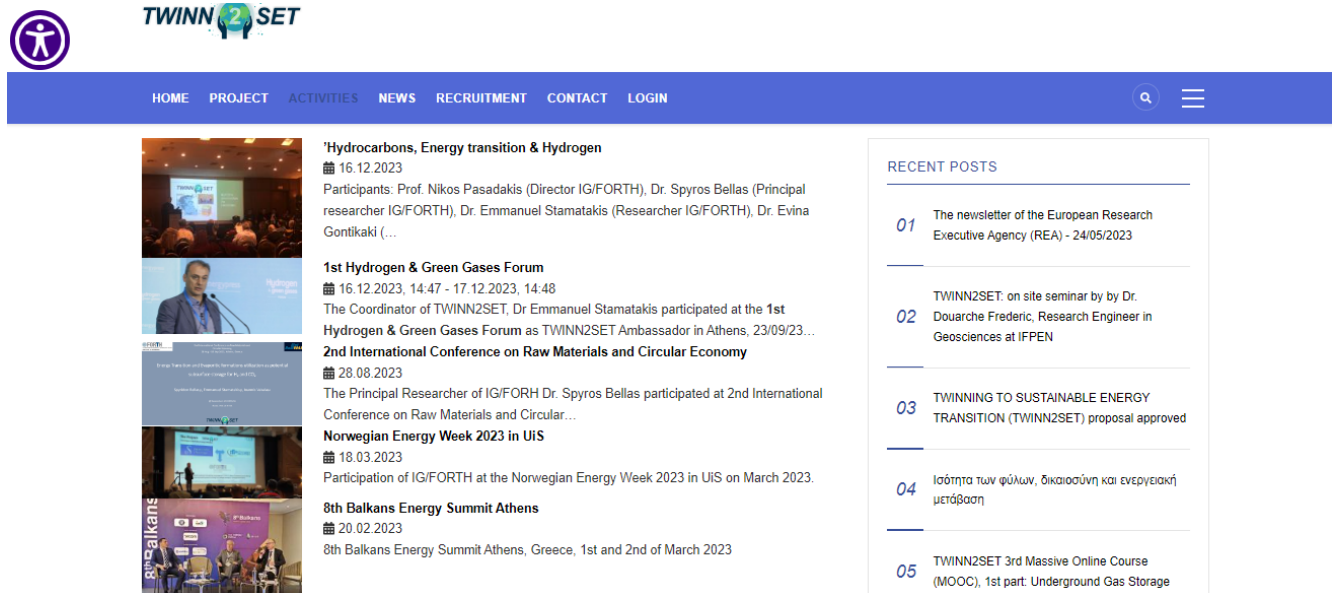 TWINN 2 SET
HOME PROJECT ACTIVITIES NEWS RECRUITMENT CONTACT LOGIN
’Hydrocarbons, Energy transition & Hydrogen
16.12.2023
Participants: Prof. Nikos Pasadakis (Director IG/FORTH), Dr. Spyros Bellas (Principal
researcher IG/FORTH), Dr. Emmanuel Stamatakis (Researcher IG/FORTH), Dr. Evina
Gontikaki (…
1st Hydrogen & Green Gases Forum
16.12.2023, 14:47 - 17.12.2023, 14:48
The Coordinator of TWINN2SET, Dr Emmanuel Stamatakis participated at the 1st
Hydrogen & Green Gases Forum as TWINN2SET Ambassador in Athens, 23/09/23…
2nd International Conference on Raw Materials and Circular Economy
28.08.2023
The Principal Researcher of IG/FORH Dr. Spyros Bellas participated at 2nd International
Conference on Raw Materials and Circular…
Norwegian Energy Week 2023 in UiS
18.03.2023
Participation of IG/FORTH at the Norwegian Energy Week 2023 in UiS on March 2023.
8th Balkans
8th Balkans Energy Summit Athens
20.02.2023
8th Balkans Energy Summit Athens, Greece, 1st and 2nd of March 2023
RECENT POSTS
01 The newsletter of the European Research
Executive Agency (REA) - 24/05/2023
02 TWINN2SET: on site seminar by by Dr.
Douarche Frederic, Research Engineer in
Geosciences at IFPEN
03 TWINNING TO SUSTAINABLE ENERGY
TRANSITION (TWINN2SET) proposal approved
04 Ισότητα των φύλων, δικαιοσύνη και ενεργειακή
μετάβαση
05 TWINN2SET 3rd Massive Online Course
(MOOC), 1st part: Underground Gas Storage